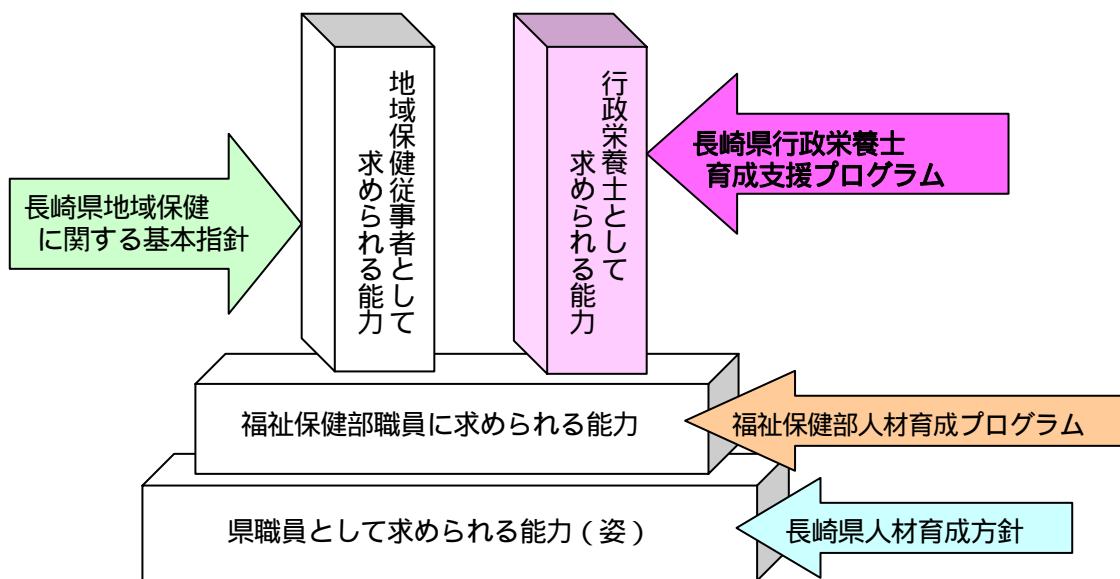 地域保健従事者として
求められる能力
行政栄養士として
求められる能力
長崎県行政栄養士
育成支援プログラム
長崎県地域保健
に関する基本指針
福祉保健部職員に求められる能力
福祉保健部人材育成プログラム
県職員として求められる能力(姿)
長崎県人材育成方針